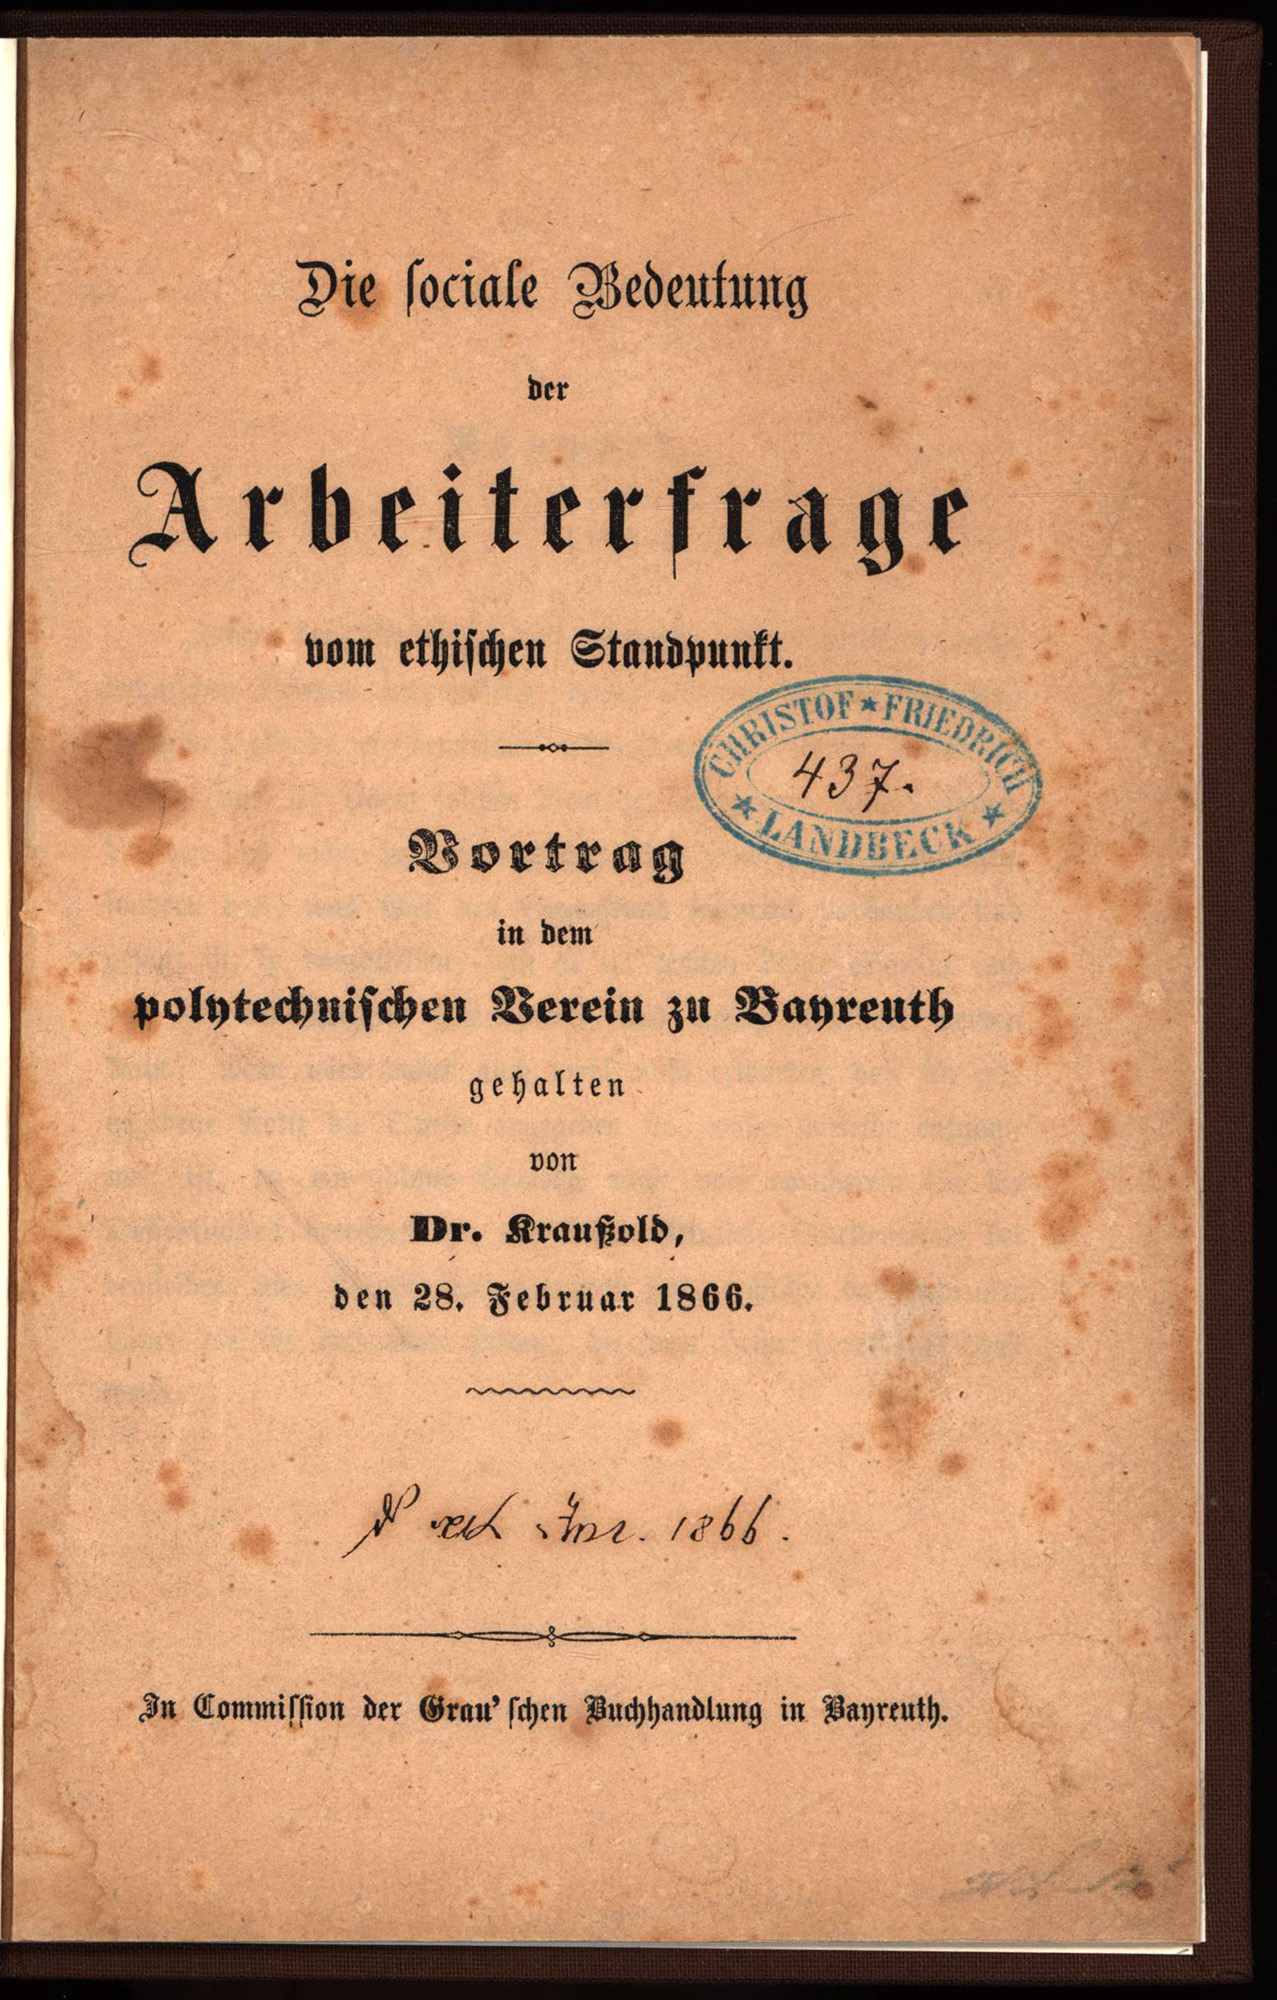 Die sociale Bedeutung
der
Arbeiterfrage
vom ethischen Standpunkt.
CHRISTOF ★ FRIEDRICH
437.
★ LANDBECK ★
Vortrag
in dem
polytechnischen Verein zu Bayreuth
gehalten
von
Dr. Kraußold,
den 28. Februar 1866.
1866.
In Commission der Grau'schen Buchhandlung in Bayreuth.